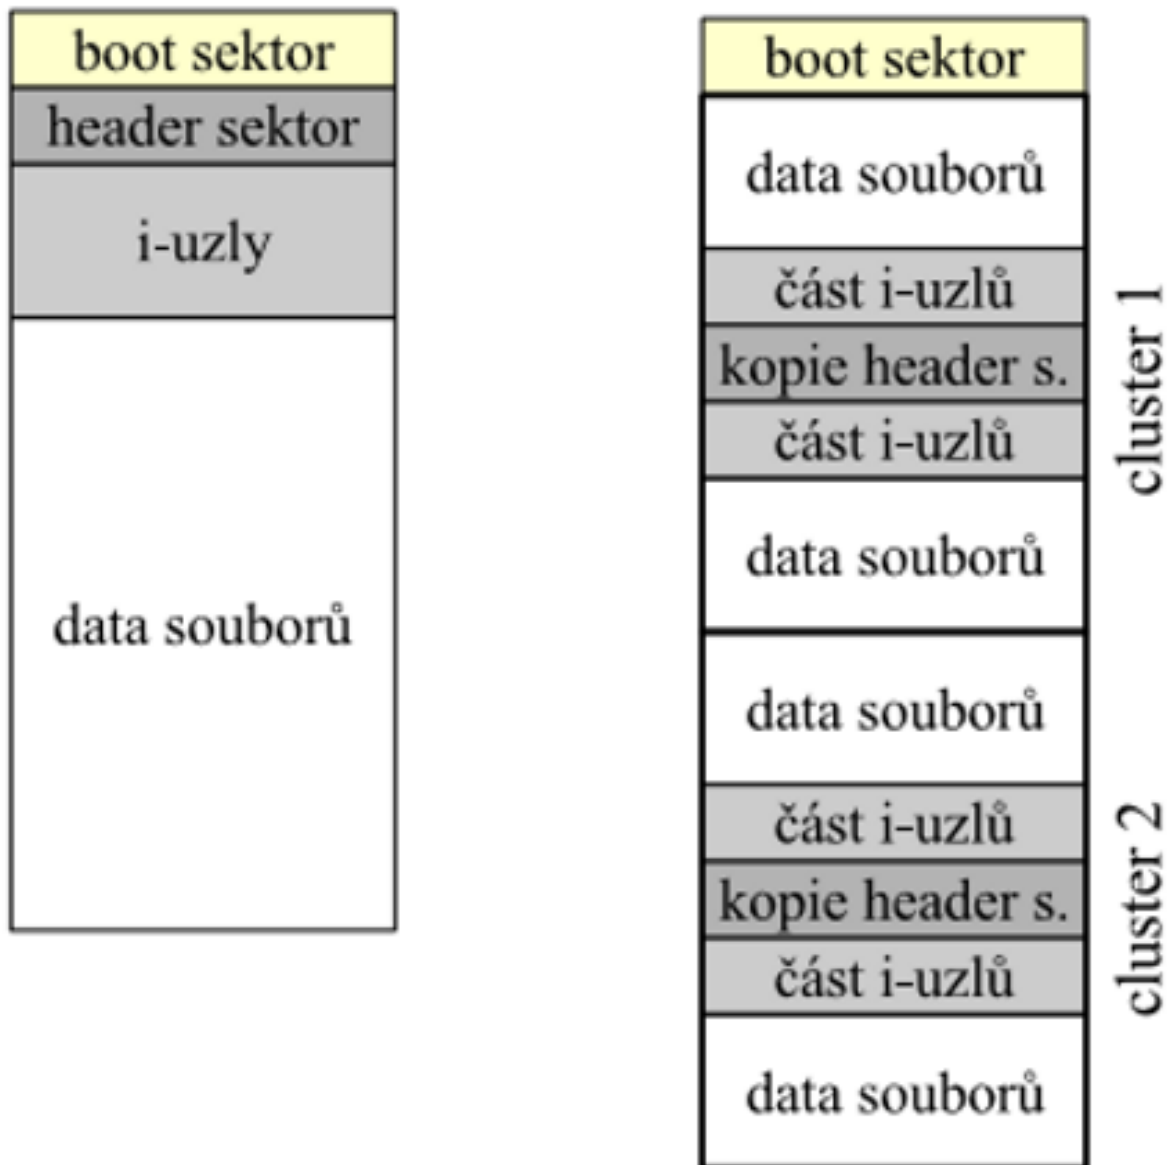 boot sektor
header sektor
i-uzly
data souborů
boot sektor
data souborů
část i-uzlů
kopie header s.
část i-uzlů
data souborů
cluster 1
data souborů
část i-uzlů
kopie header s.
část i-uzlů
data souborů
cluster 2